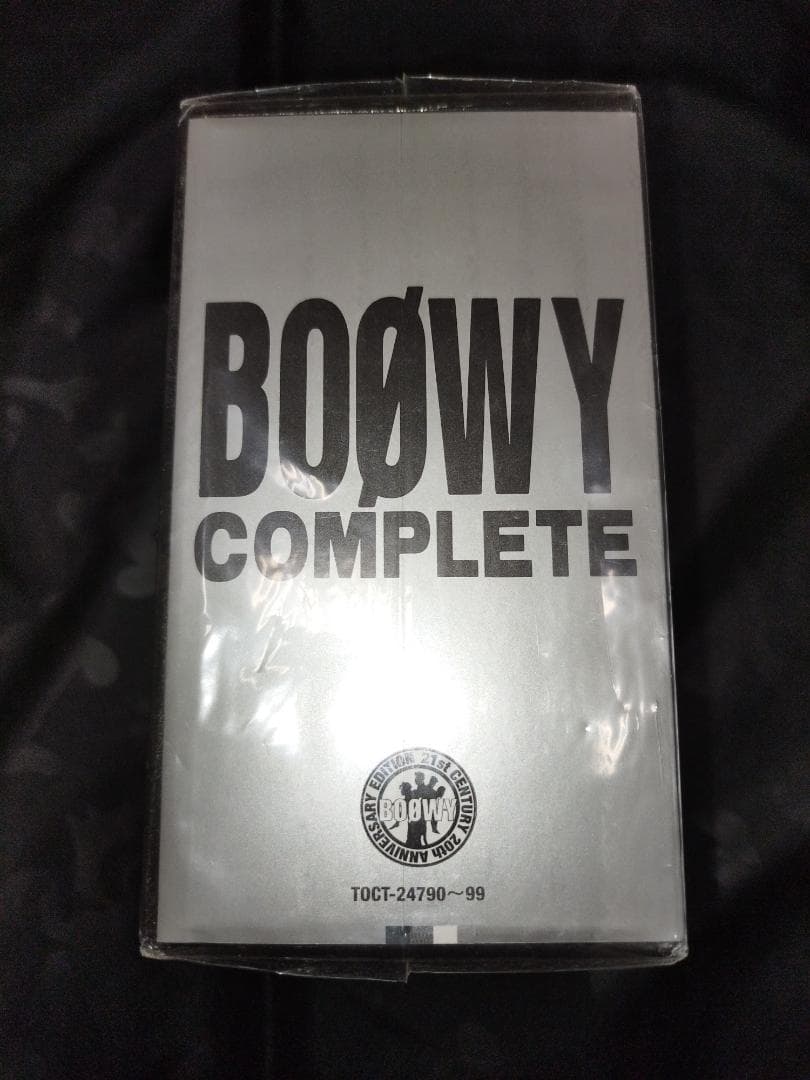 BOØWY
COMPLETE
21st CENTURY 20th ANNIVERSARY EDITION
BOØWY
TOCT-24790～99